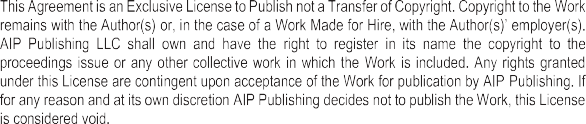 This Agreement is an Exclusive License to Publish not a Transfer of Copyright. Copyright to the Work
remains with the Author(s) or, in the case of a Work Made for Hire, with the Author(s)’ employer(s).
AIP Publishing LLC shall own and have the right to register in its name the copyright to the
proceedings issue or any other collective work in which the Work is included. Any rights granted
under this License are contingent upon acceptance of the Work for publication by AIP Publishing. If
for any reason and at its own discretion AIP Publishing decides not to publish the Work, this License
is considered void.